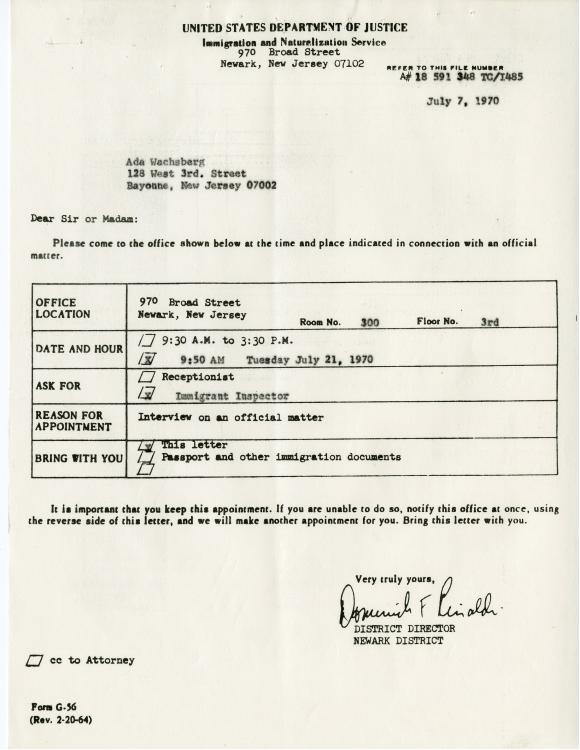 UNITED STATES DEPARTMENT OF JUSTICE
Immigration and Naturalization Service
970 Broad Street
Newark, New Jersey 07102
REFER TO THIS FILE NUMBER
A# 18 591 348 TC/I485
July 7, 1970
Ada Wachsberg
128 West 3rd. Street
Bayonne, New Jersey 07002
Dear Sir or Madam:
Please come to the office shown below at the time and place indicated in connection with an official
matter.
OFFICE LOCATION
970 Broad Street
Newark, New Jersey
Room No. 300 Floor No. 3rd
DATE AND HOUR
9:30 A.M. to 3:30 P.M.
x 9:50 AM Tuesday July 21, 1970
ASK FOR
Receptionist
x Immigrant Inspector
REASON FOR APPOINTMENT
Interview on an official matter
BRING WITH YOU
x This letter
Passport and other immigration documents
It is important that you keep this appointment. If you are unable to do so, notify this office at once, using
the reverse side of this letter, and we will make another appointment for you. Bring this letter with you.
Very truly yours,
Dominick F Rinaldi
DISTRICT DIRECTOR
NEWARK DISTRICT
cc to Attorney
Form G-56
(Rev. 2-20-64)